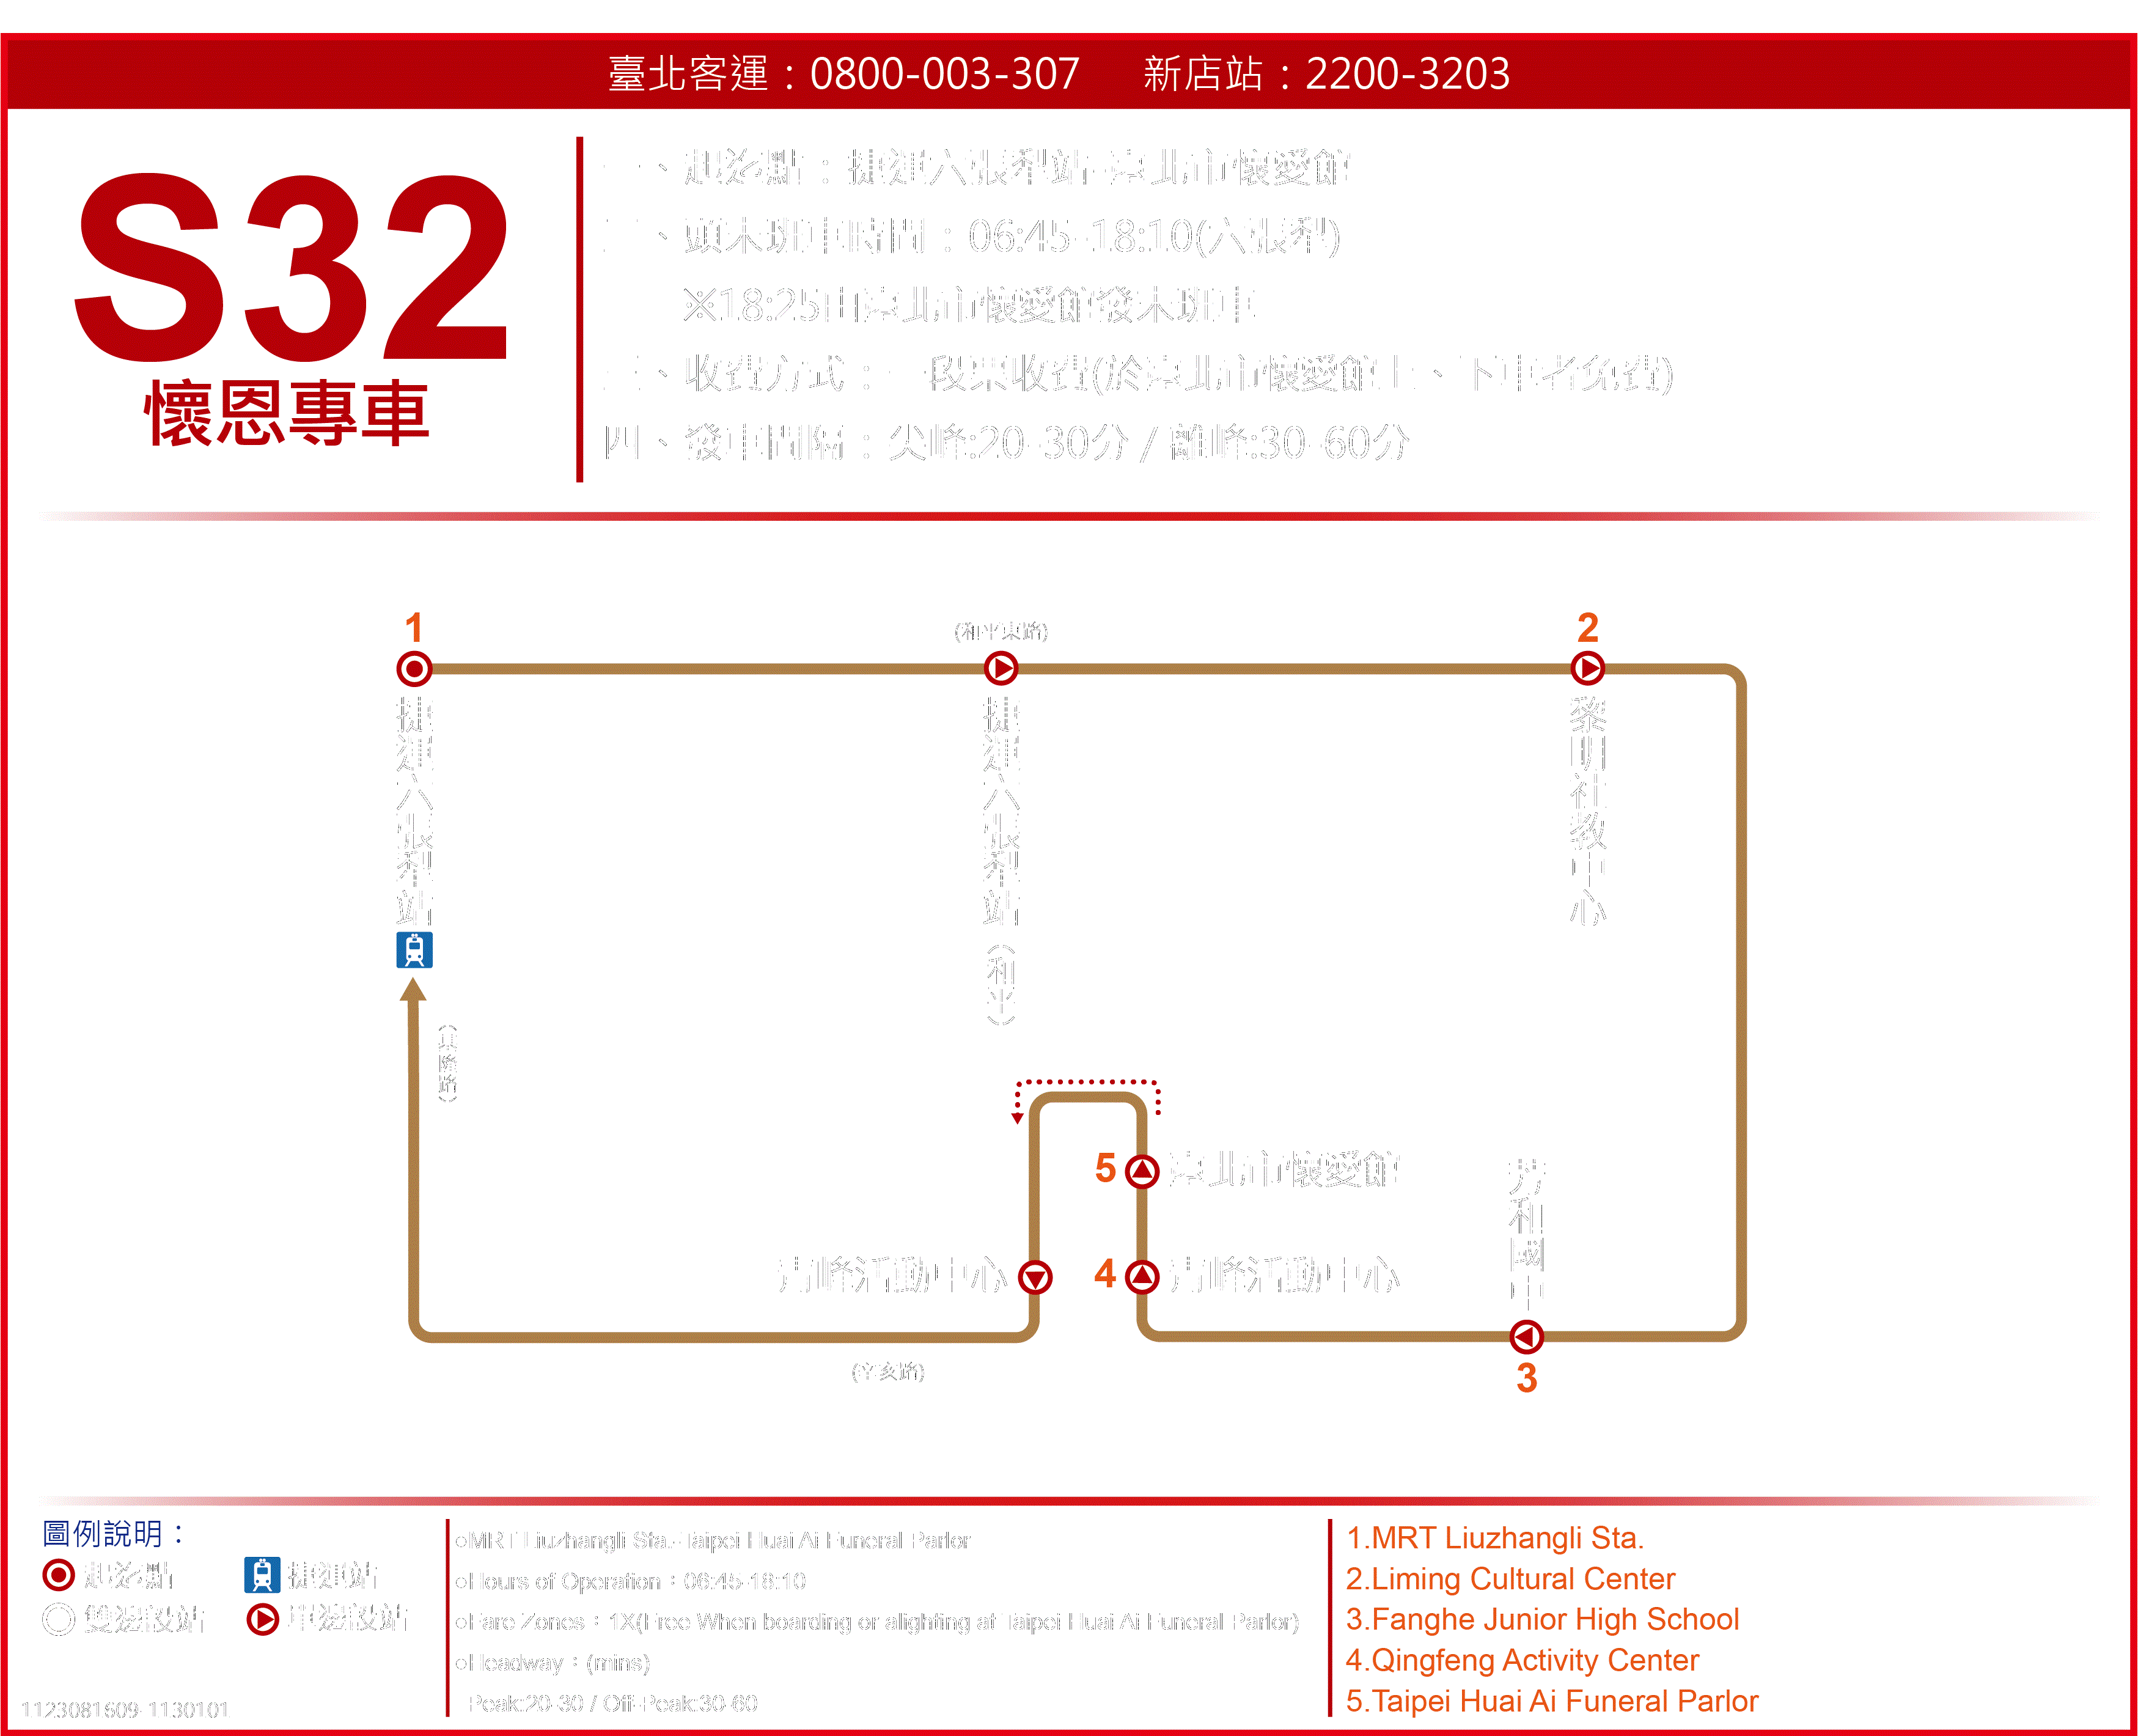 臺北客運：0800-003-307　新店站：2200-3203
S32
懷恩專車
一、起迄點：捷運六張犁站-臺北市懷愛館
二、頭末班車時間：06:45-18:10(六張犁)
※18:25由臺北市懷愛館發末班車
三、收費方式：一段票收費(於臺北市懷愛館上、下車者免費)
四、發車間隔：尖峰:20-30分 / 離峰:30-60分
1
(和平東路)
2
捷運六張犁站
捷運六張犁站(和平)
黎明社教中心
(基隆路)
5
臺北市懷愛館
芳和國中
青峰活動中心
4
青峰活動中心
(辛亥路)
3
圖例說明：
起迄點
捷運站
雙邊設站
單邊設站
1123081609- 1130101
●MRT Liuzhangli Sta.-Taipei Huai Ai Funeral Parlor
●Hours of Operation：06:45-18:10
●Fare Zones：1X(Free When boarding or alighting at Taipei Huai Ai Funeral Parlor)
●Headway：(mins)
Peak:20-30 / Off-Peak:30-60
1.MRT Liuzhangli Sta.
2.Liming Cultural Center
3.Fanghe Junior High School
4.Qingfeng Activity Center
5.Taipei Huai Ai Funeral Parlor